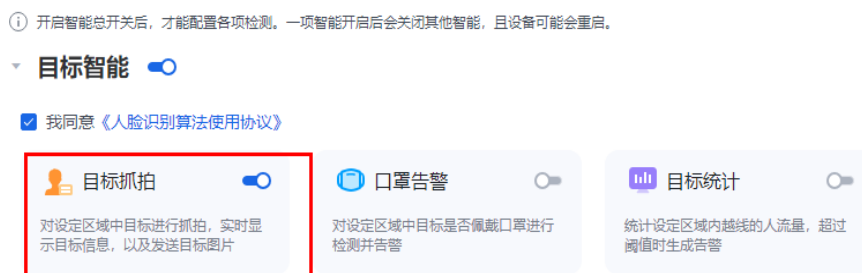 开启智能总开关后，才能配置各项检测。一项智能开启后会关闭其他智能，且设备可能会重启。
目标智能
我同意《人脸识别算法使用协议》
目标抓拍
对设定区域中目标进行抓拍，实时显
示目标信息，以及发送目标图片
口罩告警
对设定区域中目标是否佩戴口罩进行
检测并告警
目标统计
统计设定区域内越线的人流量，超过
阈值时生成告警